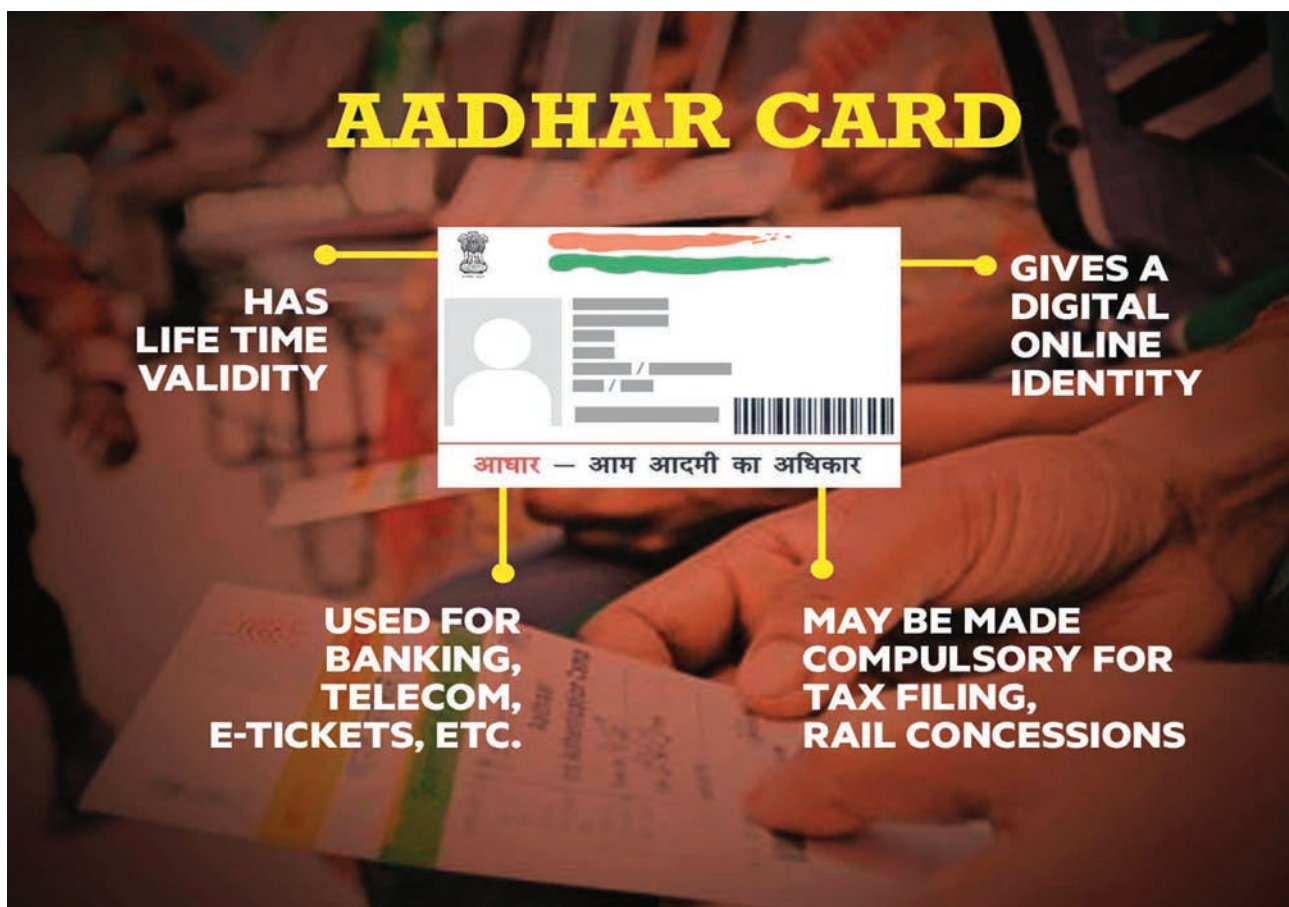 AADHAR CARD
HAS
LIFE TIME
VALIDITY
GIVES A
DIGITAL
ONLINE
IDENTITY
आधार — आम आदमी का अधिकार
USED FOR
BANKING,
TELECOM,
E-TICKETS, ETC.
MAY BE MADE
COMPULSORY FOR
TAX FILING,
RAIL CONCESSIONS